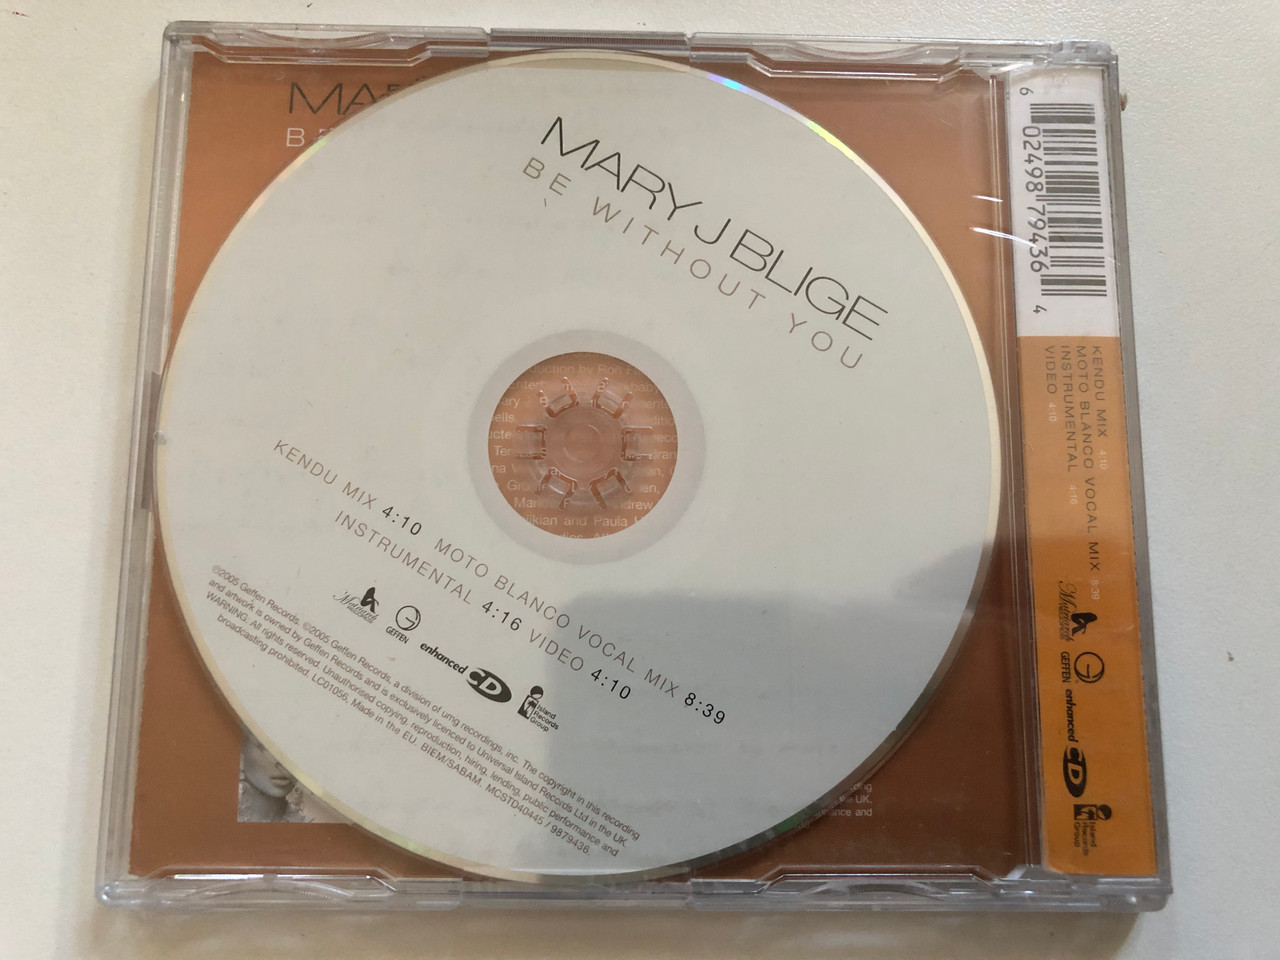 MARY J BLIGE
BE WITHOUT YOU
KENDU MIX 4:10 MOTO BLANCO VOCAL MIX 8:39
INSTRUMENTAL 4:16 VIDEO 4:10
Matriarch
GEFFEN
enhanced CD
Island
Records
Group
℗2005 Geffen Records. ©2005 Geffen Records, a division of umg recordings, inc. The copyright in this recording
and artwork is owned by Geffen Records and is exclusively licenced to Universal Island Records Ltd in the UK.
WARNING: All rights reserved. Unauthorised copying, reproduction, hiring, lending, public performance and
broadcasting prohibited. LC01056. Made in the EU. BIEM/SABAM. MCSTD40445 / 9879436.
6 02498 79436 4
KENDU MIX 4:10
MOTO BLANCO VOCAL MIX 8:39
INSTRUMENTAL 4:16
VIDEO 4:10
Matriarch
GEFFEN
enhanced CD
Island
Records
Group